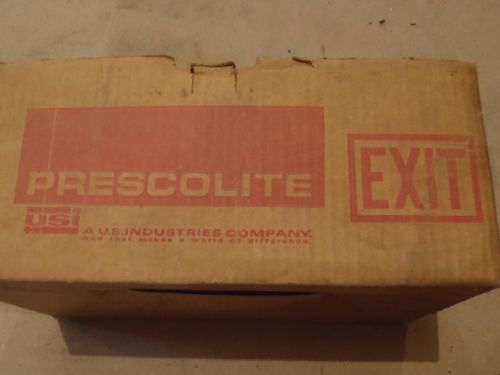 PRESCOLITE
EXIT
usi
A U.S. INDUSTRIES COMPANY.
And that makes a world of difference.